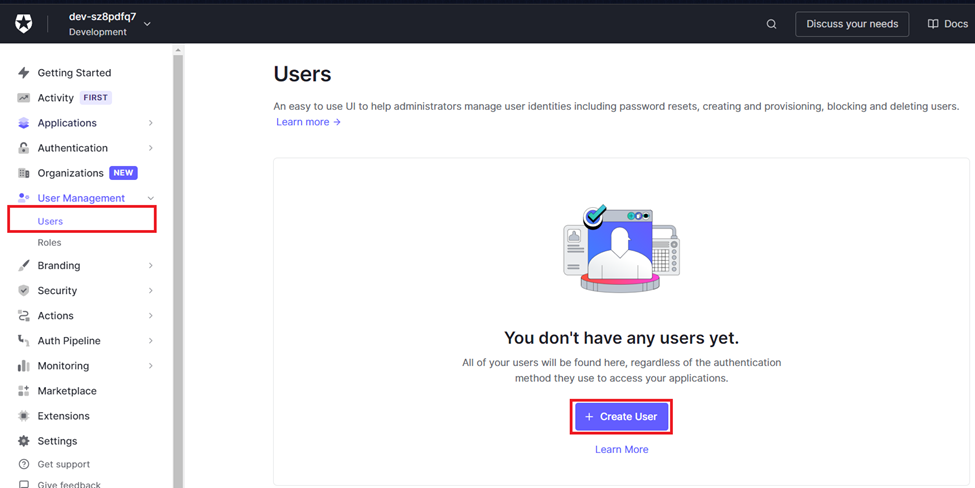 dev-sz8pdfq7
Development
Discuss your needs
Docs
Getting Started
Activity FIRST
Applications
Authentication
Organizations NEW
User Management
Users
Roles
Branding
Security
Actions
Auth Pipeline
Monitoring
Marketplace
Extensions
Settings
Get support
Give feedback
Users
An easy to use UI to help administrators manage user identities including password resets, creating and provisioning, blocking and deleting users.
Learn more →
You don't have any users yet.
All of your users will be found here, regardless of the authentication
method they use to access your applications.
+ Create User
Learn More